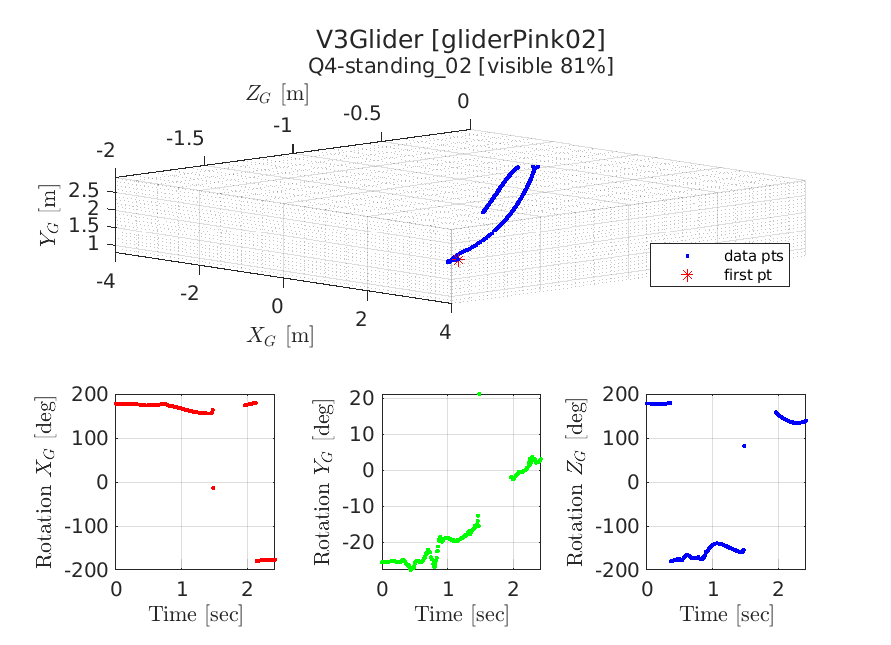 V3Glider [gliderPink02]
Q4-standing_02 [visible 81%]
Z_G [m]
0
-0.5
-1
-1.5
-2
Y_G [m]
2.5
2
1.5
1
-4
-2
0
2
4
X_G [m]
data pts
first pt
Rotation X_G [deg]
200
100
0
-100
-200
0
1
2
Time [sec]
Rotation Y_G [deg]
20
10
0
-10
-20
0
1
2
Time [sec]
Rotation Z_G [deg]
200
100
0
-100
-200
0
1
2
Time [sec]